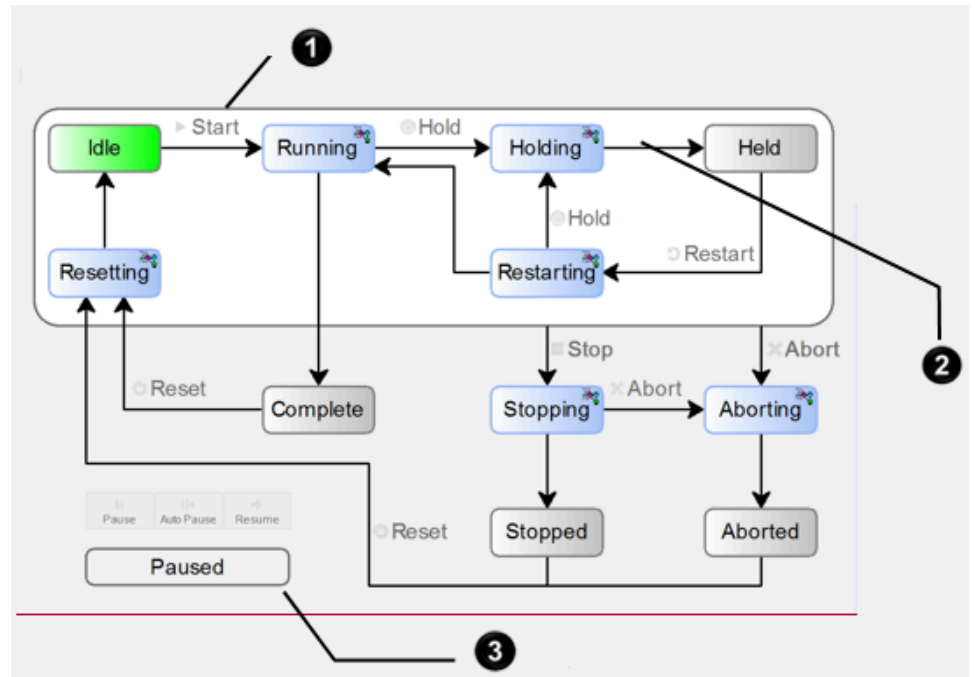 1
Start
Hold
Idle
Running
Holding
Held
Hold
Restart
Resetting
Restarting
2
Stop
Abort
Reset
Abort
Complete
Stopping
Aborting
Pause
Auto Pause
Resume
Reset
Stopped
Aborted
Paused
3